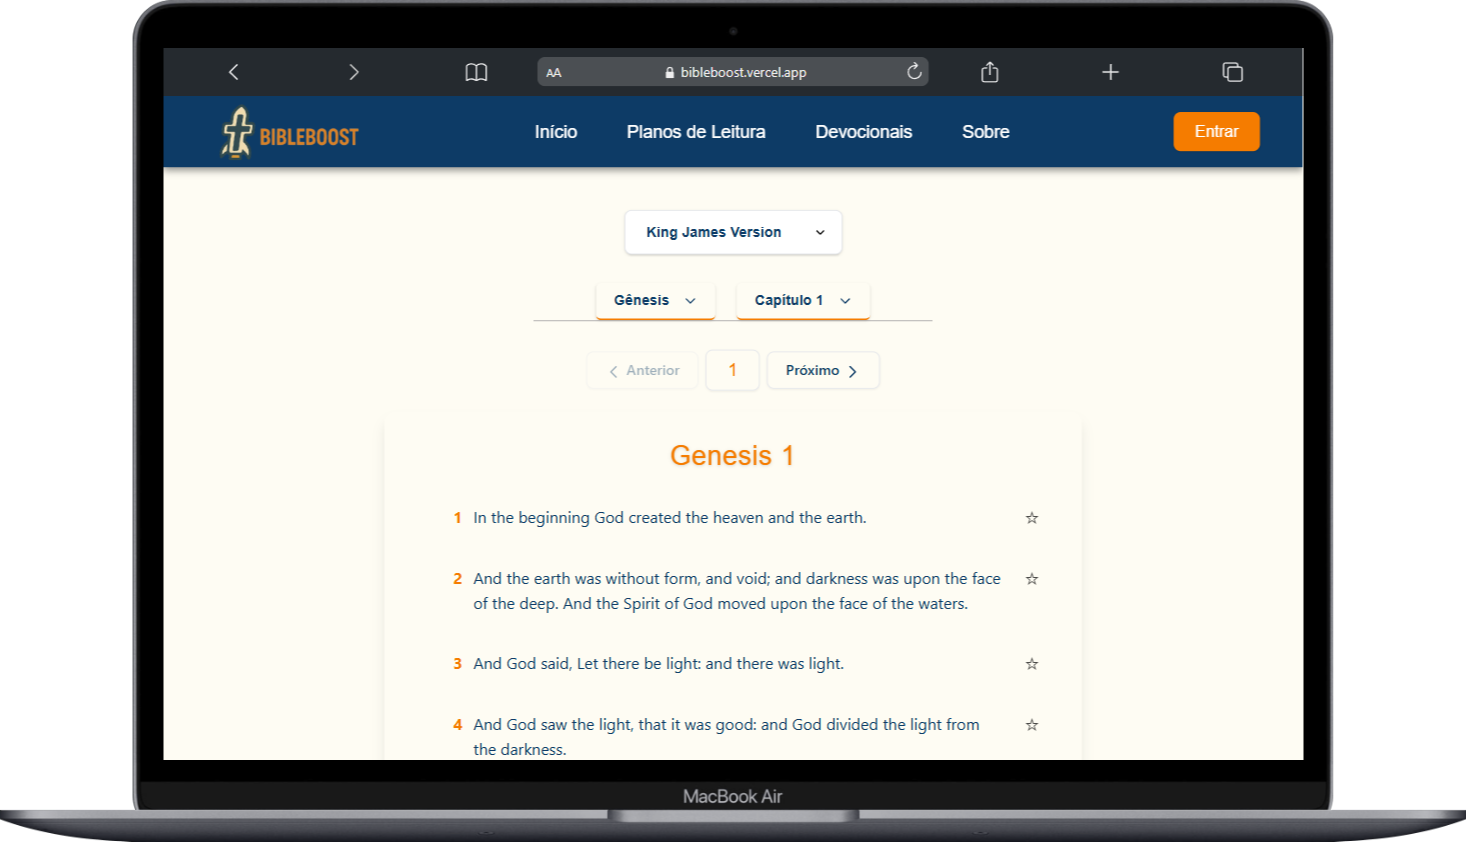 AA
bibleboost.vercel.app
BIBLEBOOST
Início
Planos de Leitura
Devocionais
Sobre
Entrar
King James Version
Gênesis
Capítulo 1
Anterior
1
Próximo
Genesis 1
1 In the beginning God created the heaven and the earth.
2 And the earth was without form, and void; and darkness was upon the face
of the deep. And the Spirit of God moved upon the face of the waters.
3 And God said, Let there be light: and there was light.
4 And God saw the light, that it was good: and God divided the light from
the darkness.
MacBook Air